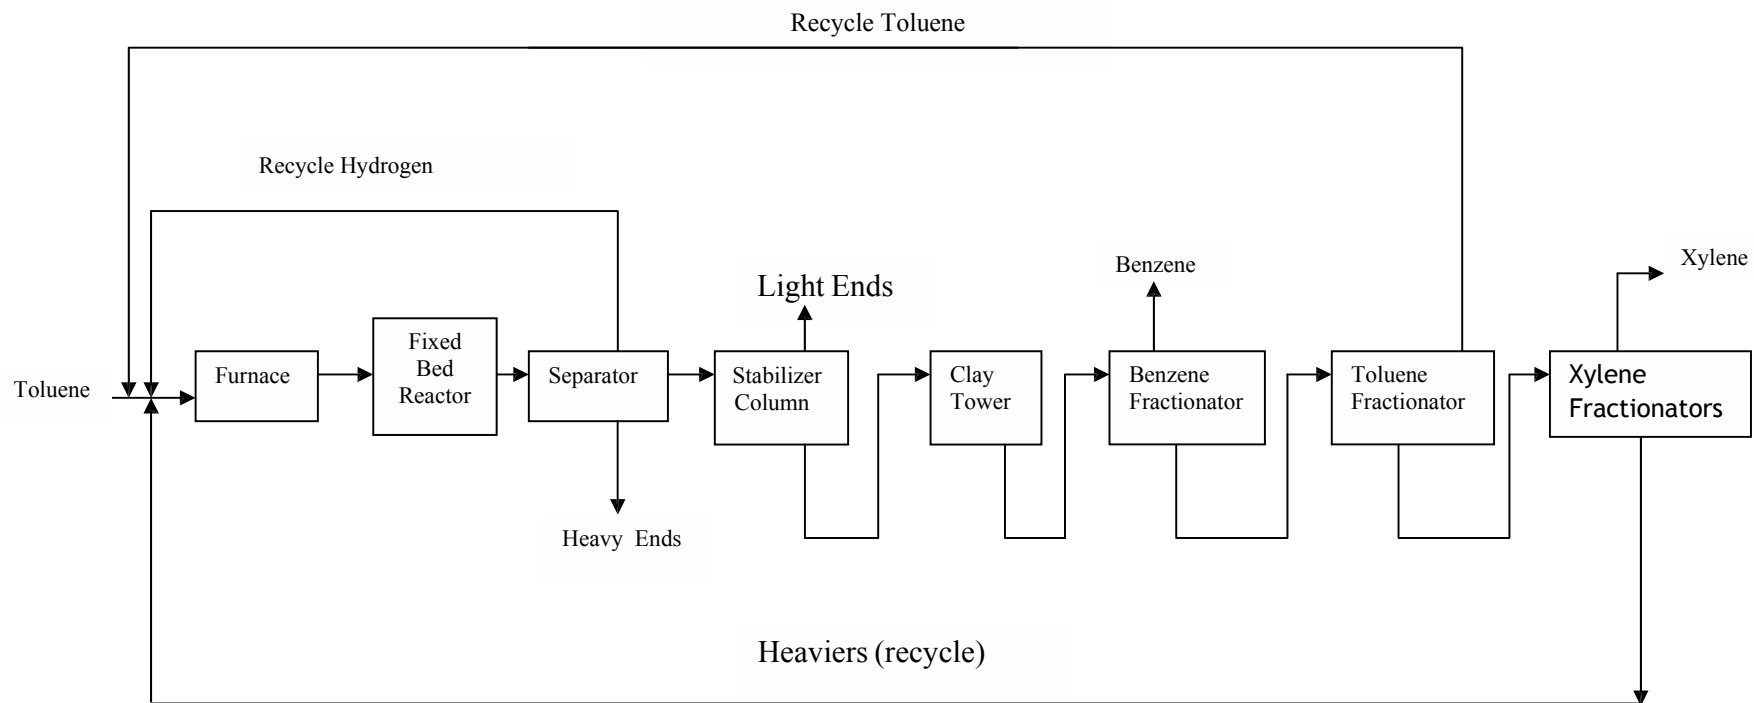 Recycle Toluene
Recycle Hydrogen
Light Ends
Benzene
Xylene
Toluene
Furnace
Fixed
Bed
Reactor
Separator
Stabilizer
Column
Clay
Tower
Benzene
Fractionator
Toluene
Fractionator
Xylene
Fractionators
Heavy Ends
Heaviers (recycle)